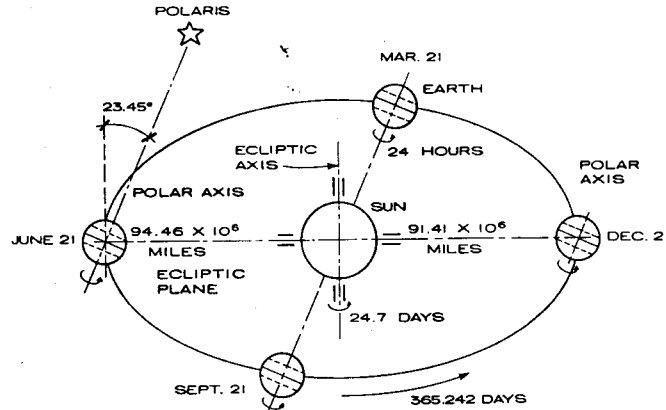 POLARIS
MAR. 21
EARTH
23.45°
ECLIPTIC
AXIS
24 HOURS
POLAR
AXIS
POLAR AXIS
SUN
JUNE 21
94.46 X 10⁶
MILES
91.41 X 10⁶
MILES
DEC. 2
ECLIPTIC
PLANE
24.7 DAYS
SEPT. 21
365.242 DAYS